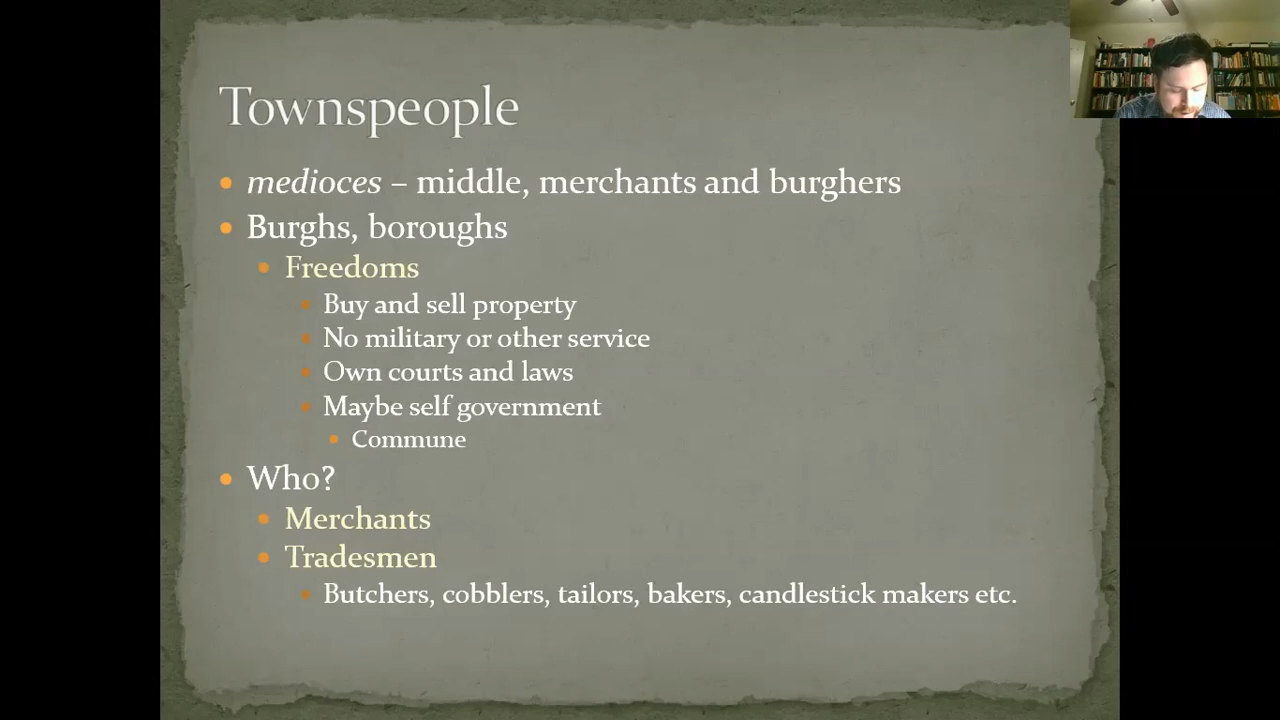 Townspeople
medioces – middle, merchants and burghers
Burghs, boroughs
Freedoms
Buy and sell property
No military or other service
Own courts and laws
Maybe self government
Commune
Who?
Merchants
Tradesmen
Butchers, cobblers, tailors, bakers, candlestick makers etc.